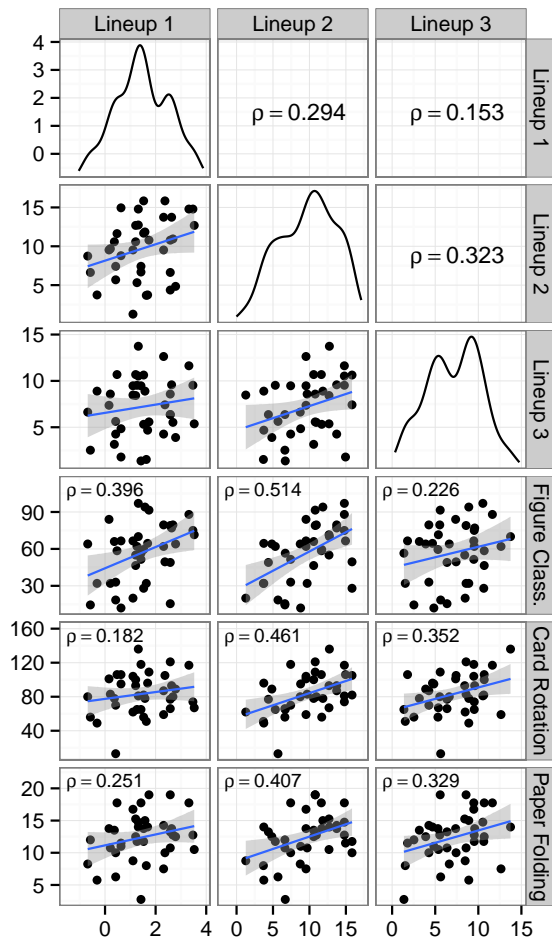 Lineup 1 Lineup 2 Lineup 3
4
3
2
1
0
ρ = 0.294 ρ = 0.153
Lineup 1
15
10
5
ρ = 0.323
Lineup 2
15
10
5
Lineup 3
90
60
30
ρ = 0.396 ρ = 0.514 ρ = 0.226
Figure Class.
160
120
80
40
ρ = 0.182 ρ = 0.461 ρ = 0.352
Card Rotation
20
15
10
5
ρ = 0.251 ρ = 0.407 ρ = 0.329
Paper Folding
0 2 4 0 5 10 15 0 5 10 15